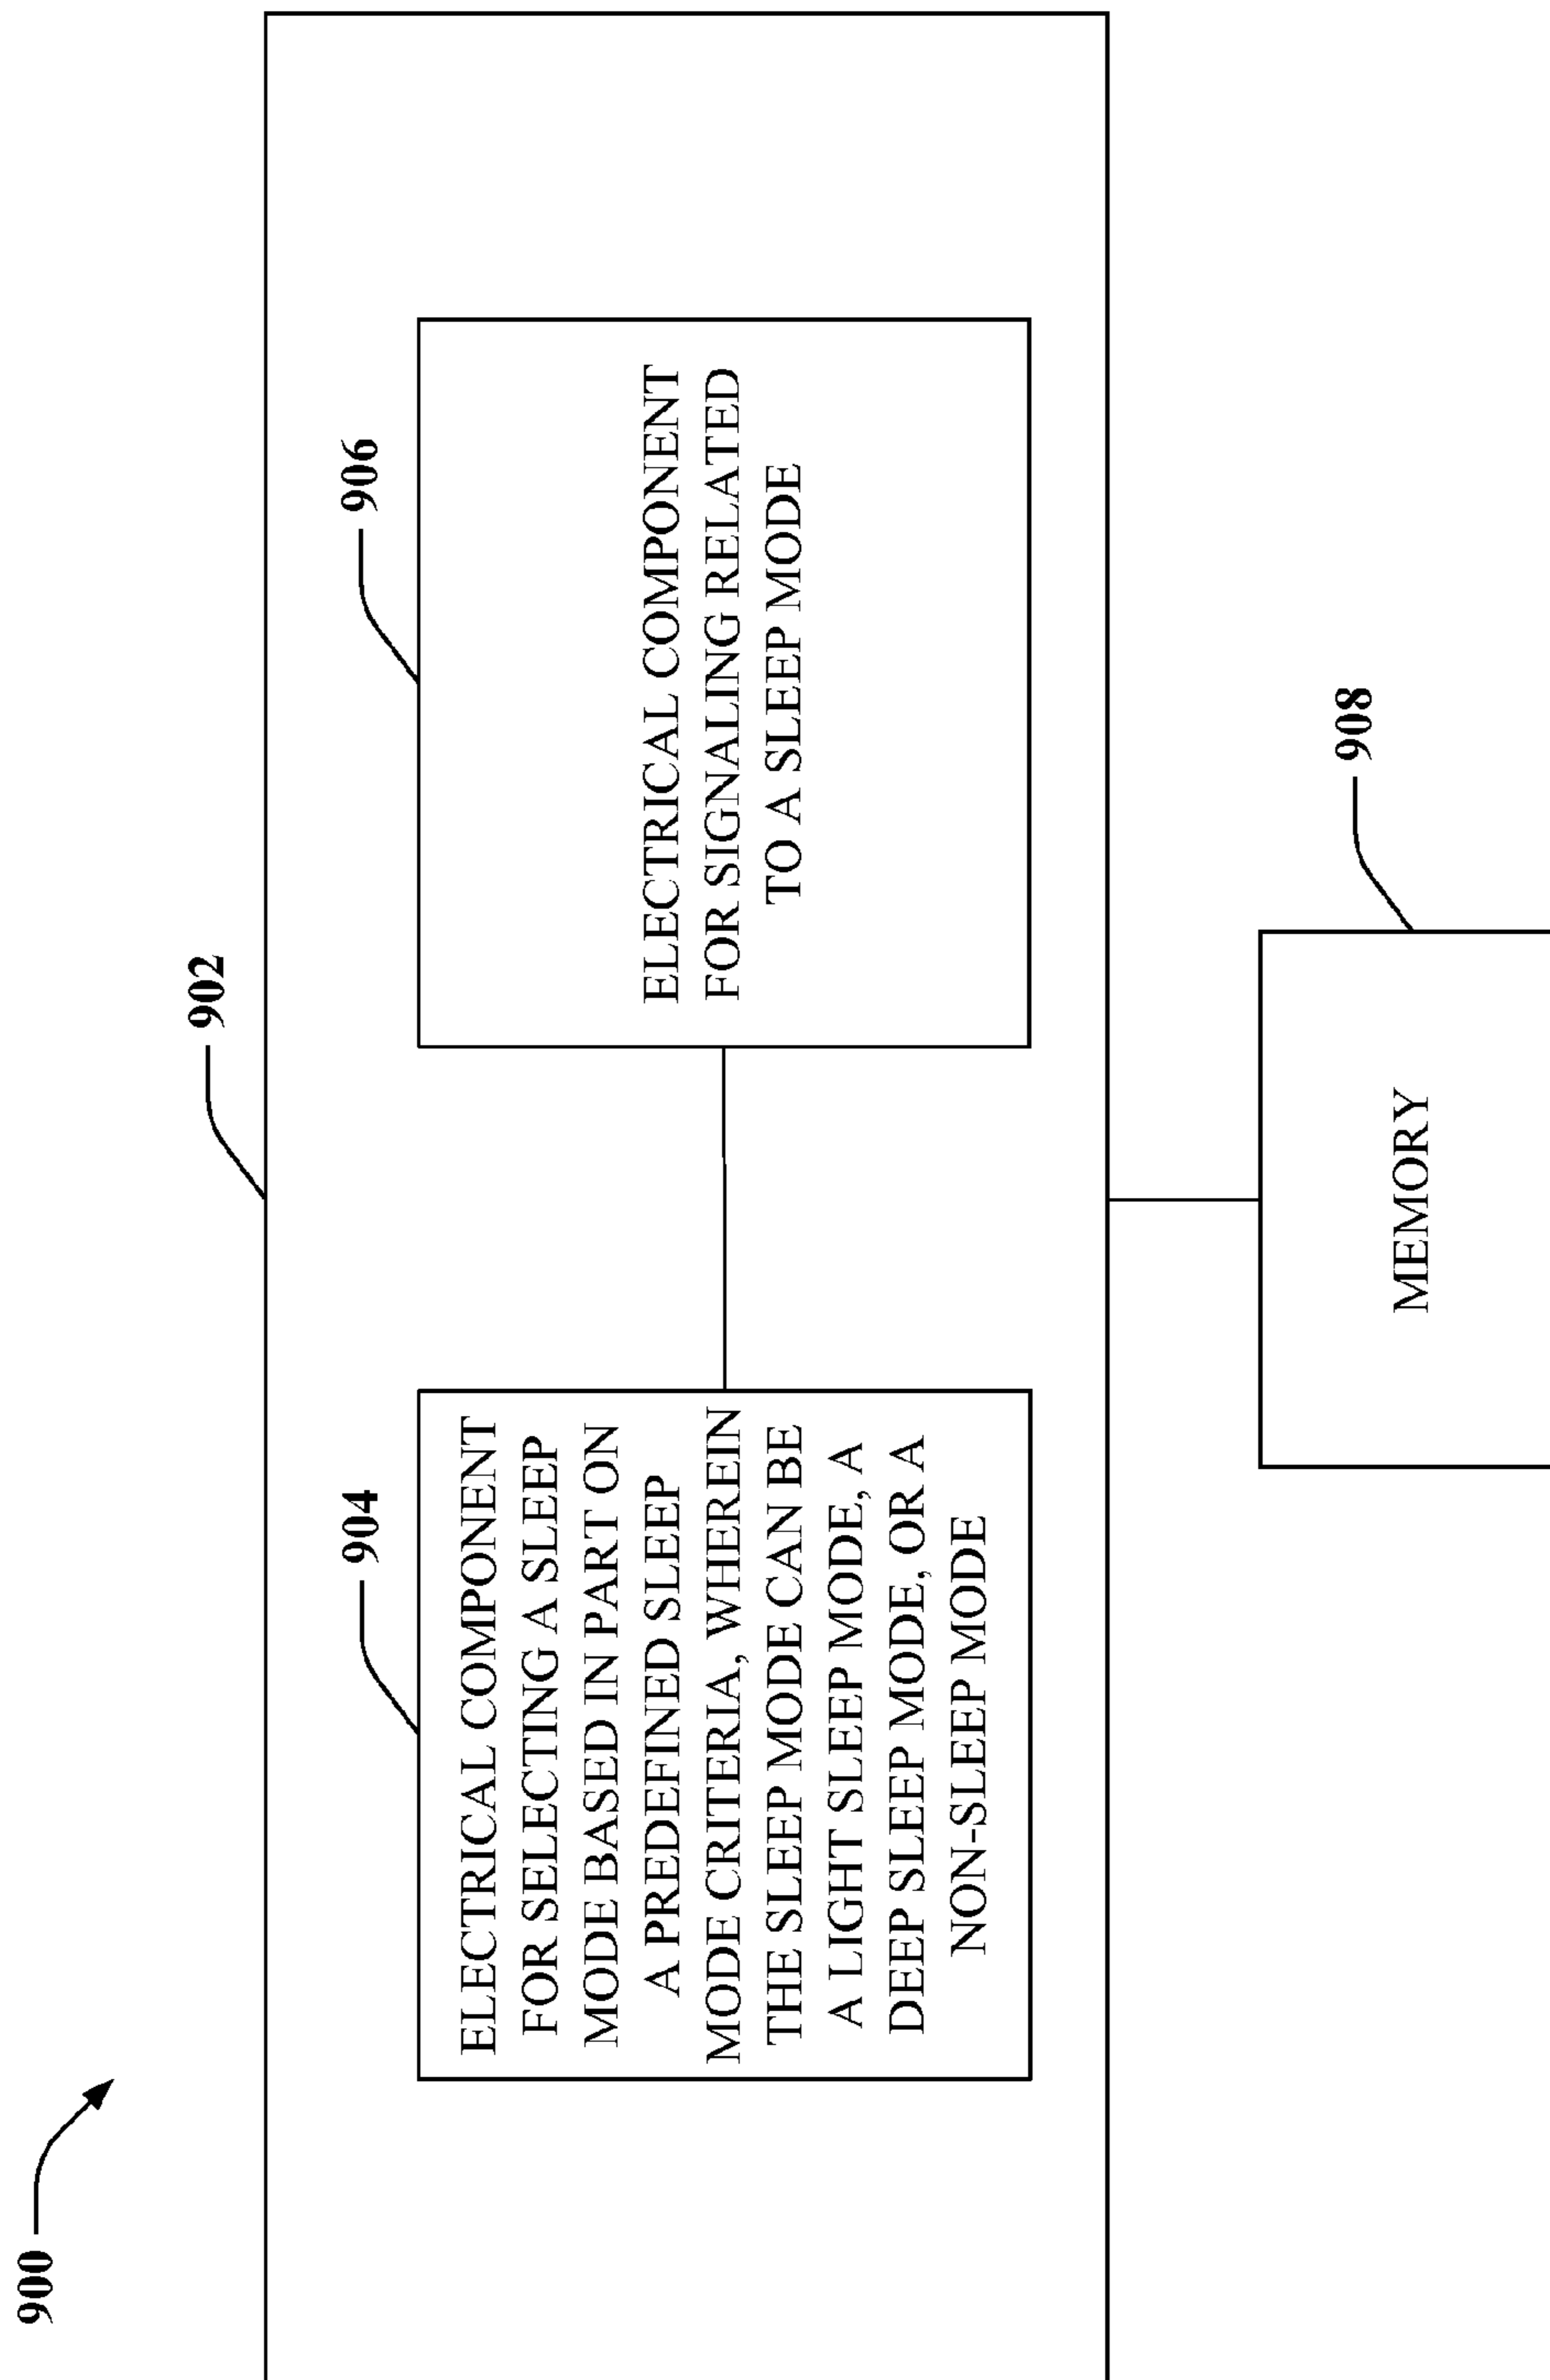 900
902
904
ELECTRICAL COMPONENT
FOR SELECTING A SLEEP
MODE BASED IN PART ON
A PREDEFINED SLEEP
MODE CRITERIA, WHEREIN
THE SLEEP MODE CAN BE
A LIGHT SLEEP MODE, A
DEEP SLEEP MODE, OR A
NON-SLEEP MODE
906
ELECTRICAL COMPONENT
FOR SIGNALING RELATED
TO A SLEEP MODE
908
MEMORY